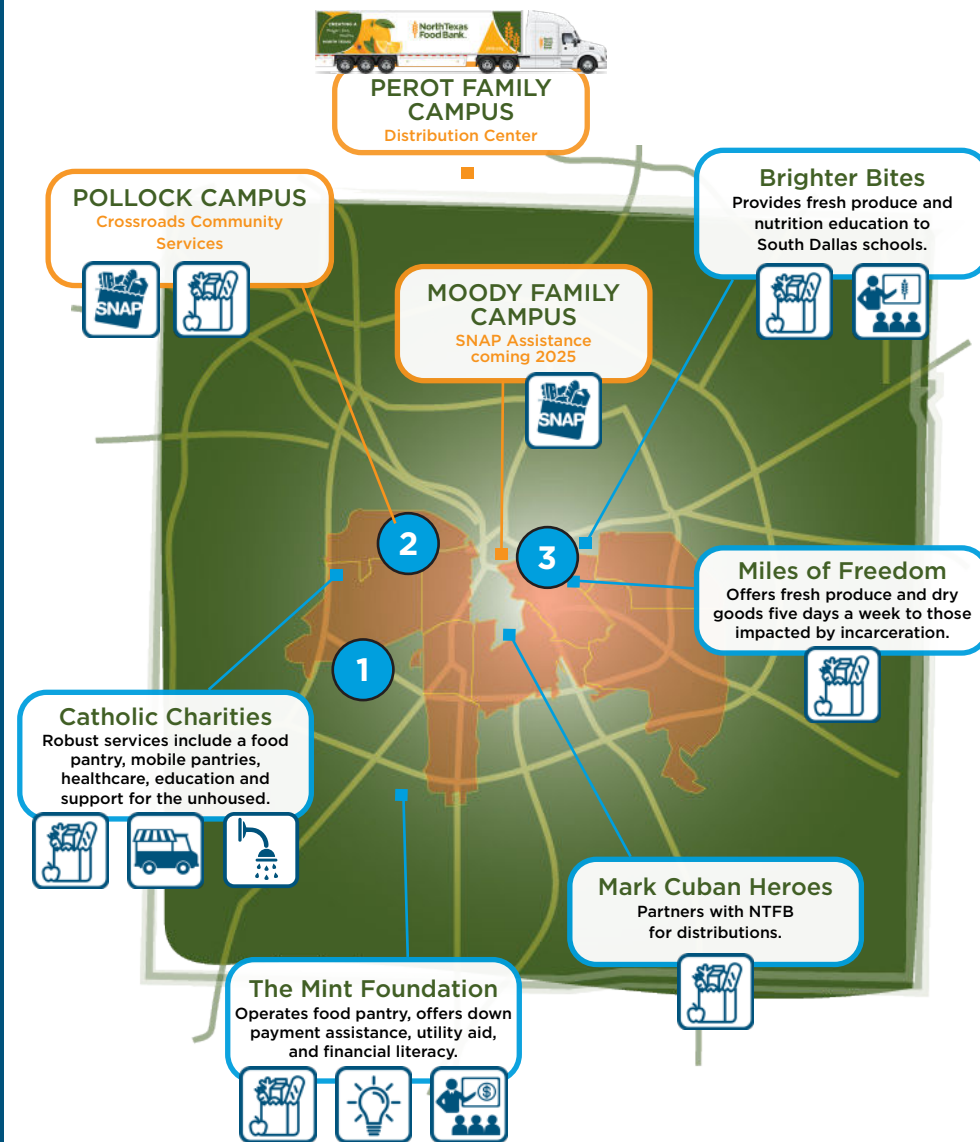 CREATING A
NORTH TEXAS
NorthTexas
Food Bank
PEROT FAMILY
CAMPUS
Distribution Center
POLLOCK CAMPUS
Crossroads Community
Services
SNAP
MOODY FAMILY
CAMPUS
SNAP Assistance
coming 2025
SNAP
Brighter Bites
Provides fresh produce and
nutrition education to
South Dallas schools.
2
3
1
Miles of Freedom
Offers fresh produce and dry
goods five days a week to those
impacted by incarceration.
Catholic Charities
Robust services include a food
pantry, mobile pantries,
healthcare, education and
support for the unhoused.
Mark Cuban Heroes
Partners with NTFB
for distributions.
The Mint Foundation
Operates food pantry, offers down
payment assistance, utility aid,
and financial literacy.
$